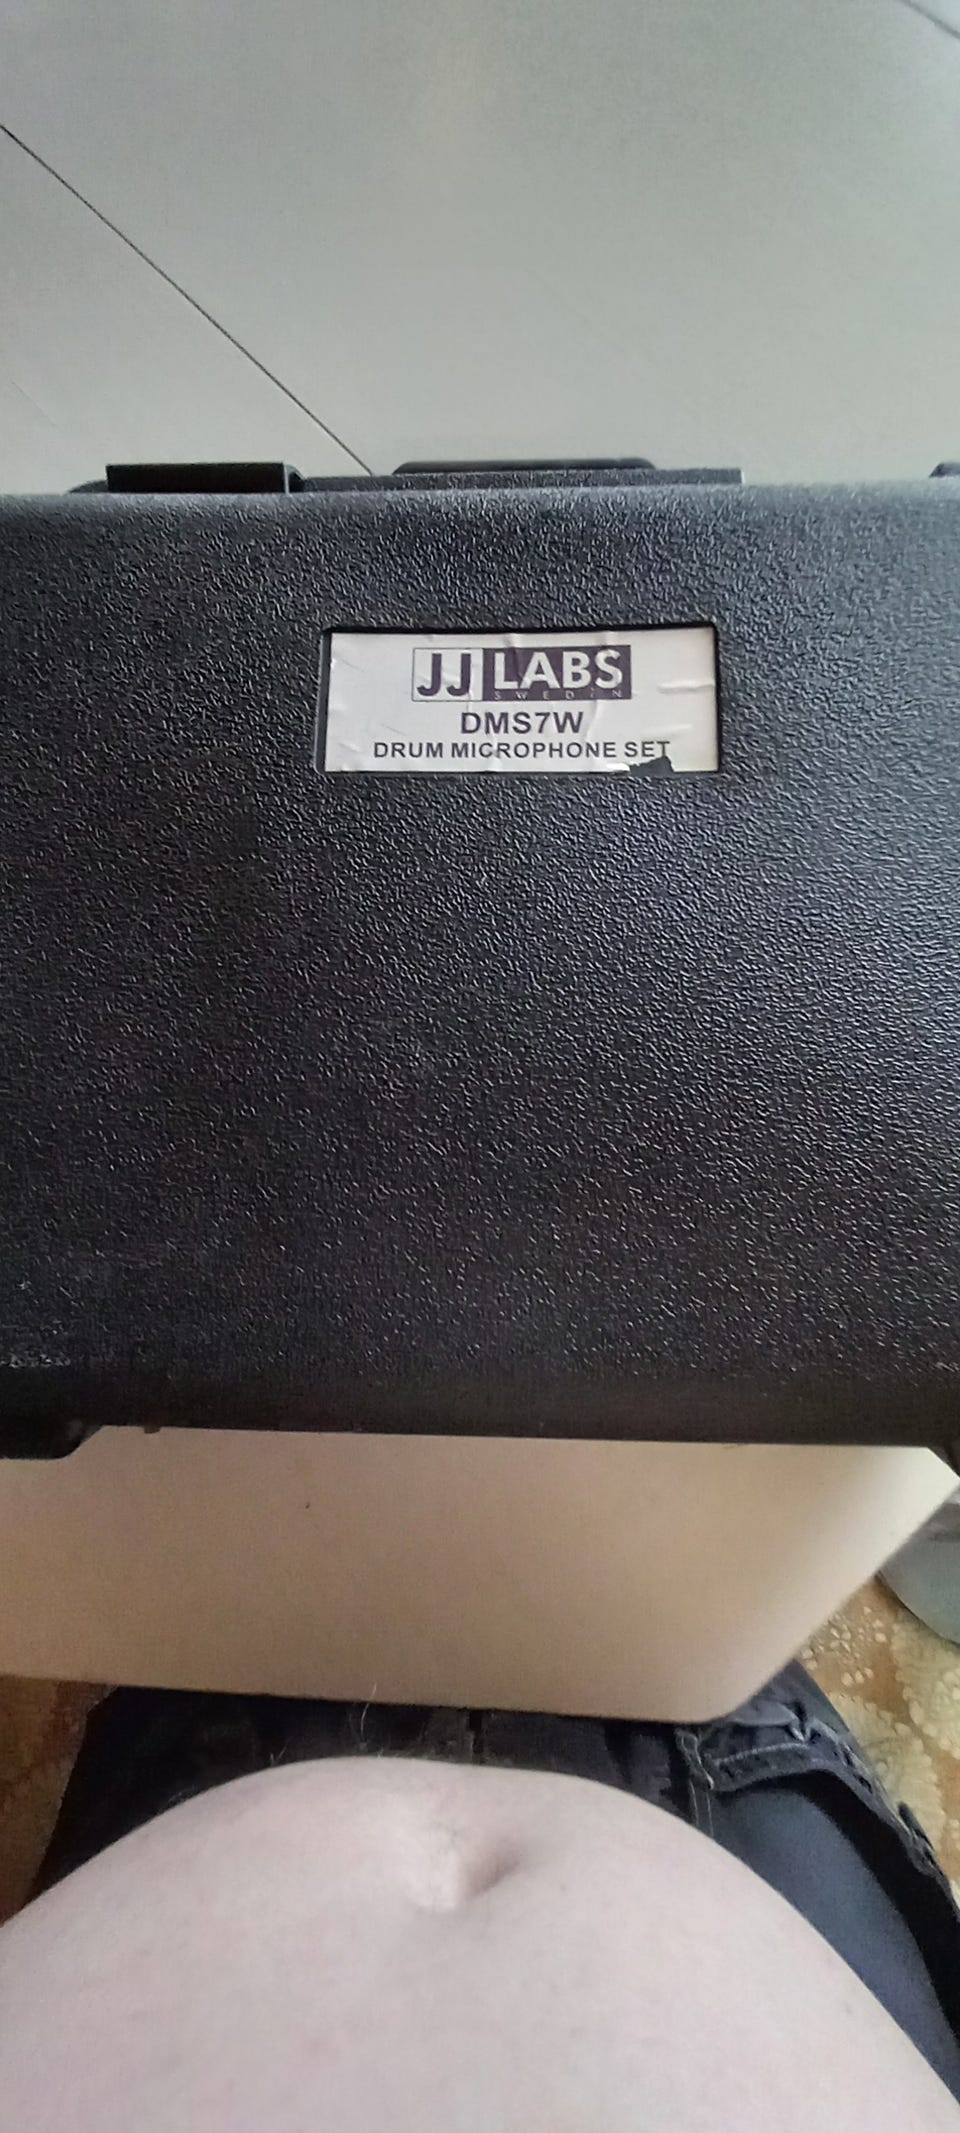 JJ LABS
SWEDEN
DMS7W
DRUM MICROPHONE SET